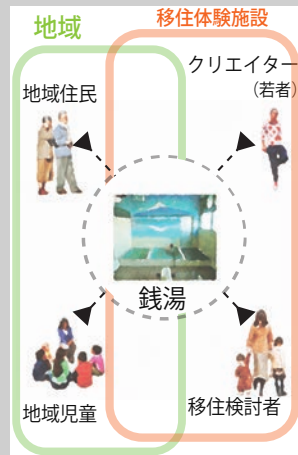 地域
移住体験施設
クリエイター
(若者)
地域住民
銭湯
地域児童
移住検討者